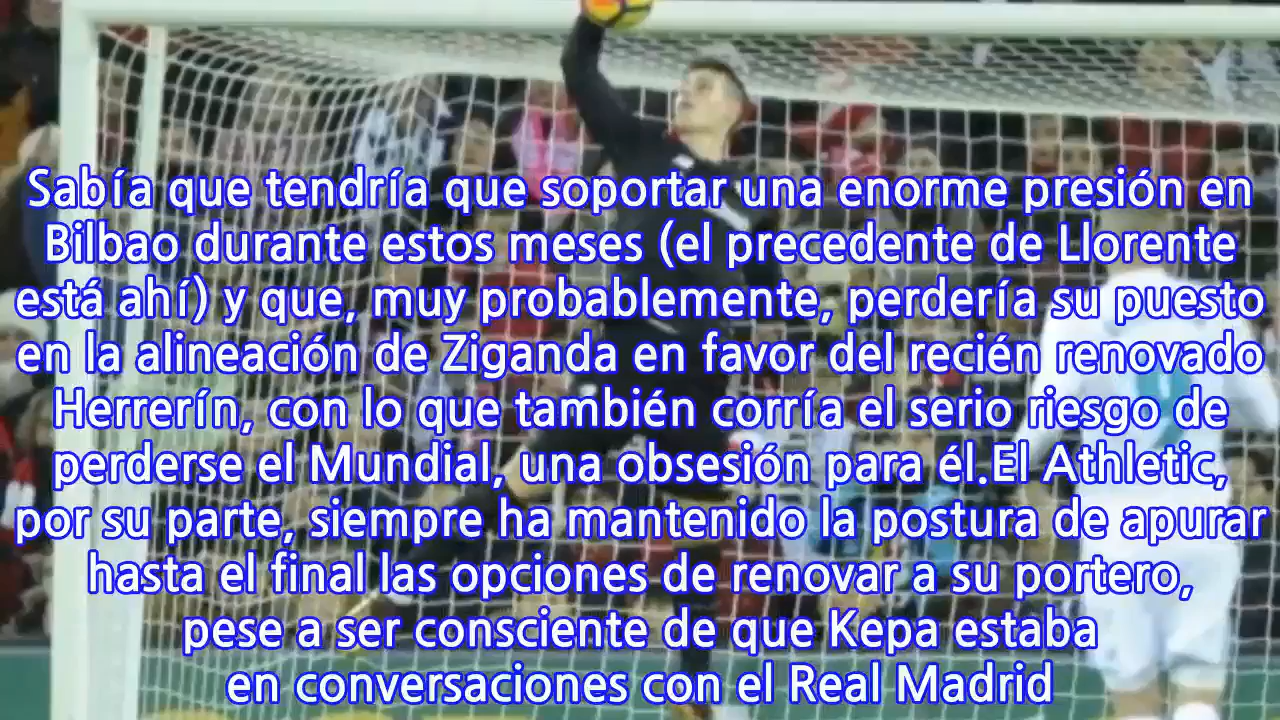 Sabía que tendría que soportar una enorme presión en
Bilbao durante estos meses (el precedente de Llorente
está ahí) y que, muy probablemente, perdería su puesto
en la alineación de Ziganda en favor del recién renovado
Herrerín, con lo que también corría el serio riesgo de
perderse el Mundial, una obsesión para él.El Athletic,
por su parte, siempre ha mantenido la postura de apurar
hasta el final las opciones de renovar a su portero,
pese a ser consciente de que Kepa estaba
en conversaciones con el Real Madrid